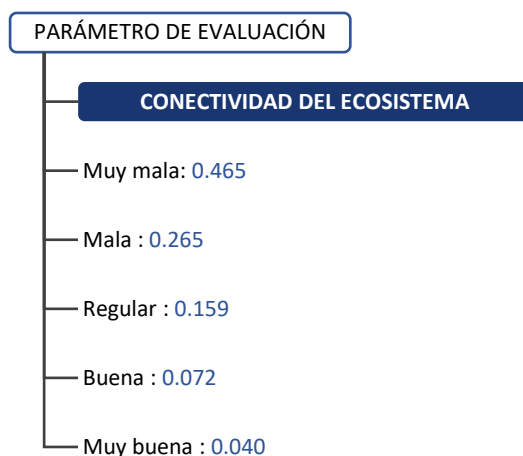 PARÁMETRO DE EVALUACIÓN
CONECTIVIDAD DEL ECOSISTEMA
Muy mala: 0.465
Mala : 0.265
Regular : 0.159
Buena : 0.072
Muy buena : 0.040